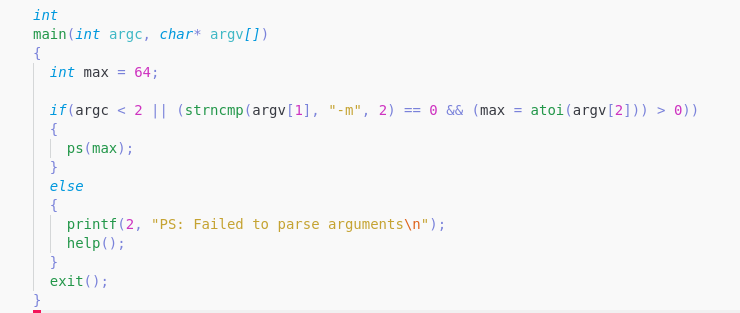 int
main(int argc, char* argv[])
{
  int max = 64;

  if(argc < 2 || (strncmp(argv[1], "-m", 2) == 0 && (max = atoi(argv[2])) > 0))
  {
    ps(max);
  }
  else
  {
    printf(2, "PS: Failed to parse arguments\n");
    help();
  }
  exit();
}